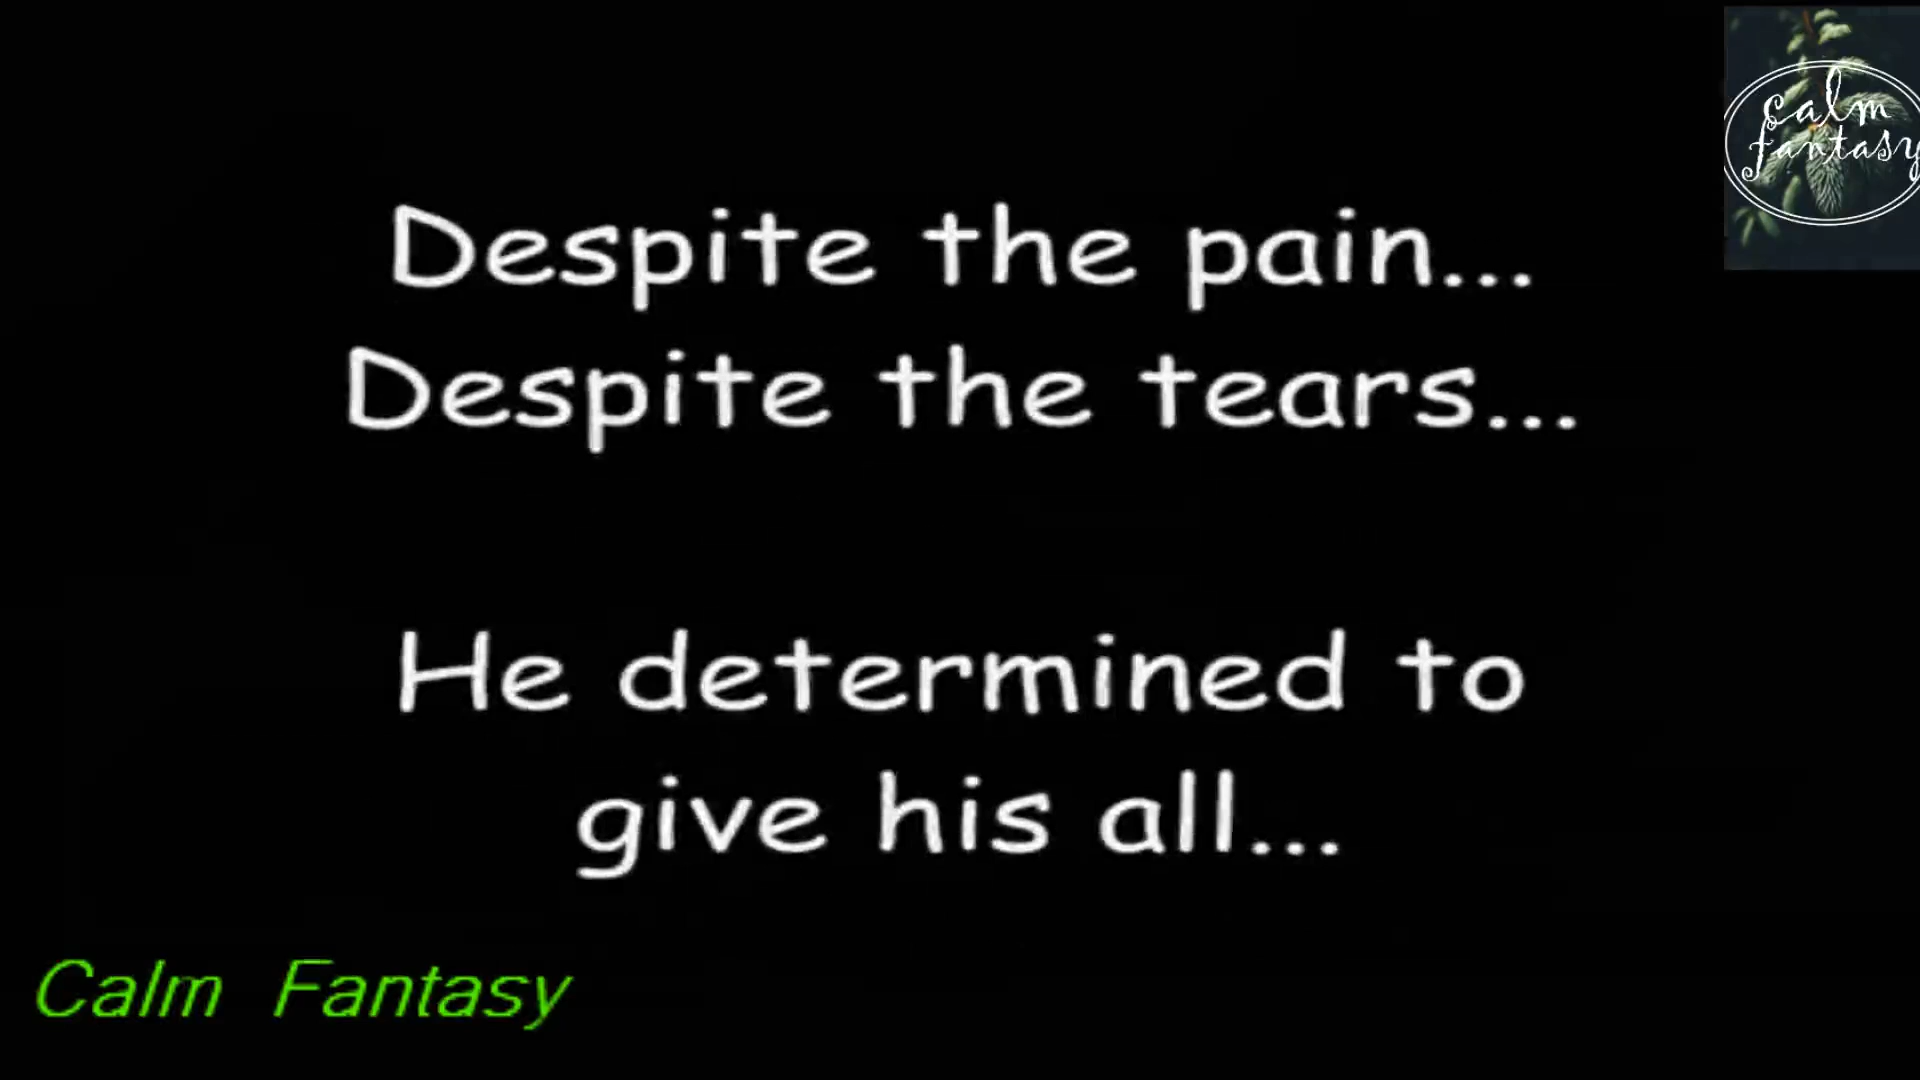 calm
fantasy
Despite the pain...
Despite the tears...
He determined to
give his all...
Calm Fantasy